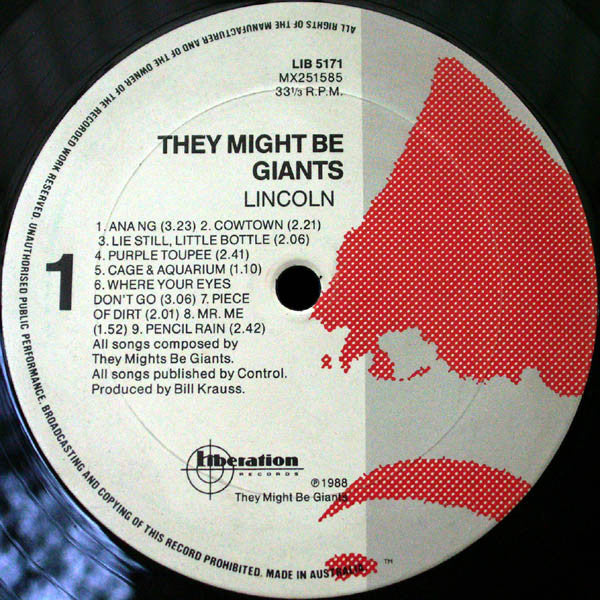 LIB 5171
MX251585
33 1/3 R.P.M.
THEY MIGHT BE
GIANTS
LINCOLN
1. ANA NG (3.23) 2. COWTOWN (2.21)
3. LIE STILL, LITTLE BOTTLE (2.06)
4. PURPLE TOUPEE (2.41)
5. CAGE & AQUARIUM (1.10)
6. WHERE YOUR EYES
DON'T GO (3.06) 7. PIECE
OF DIRT (2.01) 8. MR. ME
(1.52) 9. PENCIL RAIN (2.42)
All songs composed by
They Mights Be Giants.
All songs published by Control.
Produced by Bill Krauss.
1
Liberation
RECORDS
℗1988
They Might Be Giants
TM
ALL RIGHTS OF THE MANUFACTURER AND OF THE OWNER OF THE RECORDED WORK RESERVED. UNAUTHORISED PUBLIC PERFORMANCE, BROADCASTING AND COPYING OF THIS RECORD PROHIBITED. MADE IN AUSTRALIA